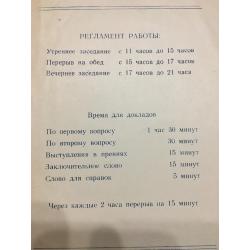 РЕГЛАМЕНТ РАБОТЫ:
Утреннее заседание с 11 часов до 15 часов
Перерыв на обед с 15 часов до 17 часов
Вечернее заседание с 17 часов до 21 часа
Время для докладов
По первому вопросу - 1 час 30 минут
По второму вопросу 30 минут
Выступления в прениях 15 минут
Заключительное слово 15 минут
Слово для справок 5 минут
Через каждые 2 часа перерыв на 15 минут